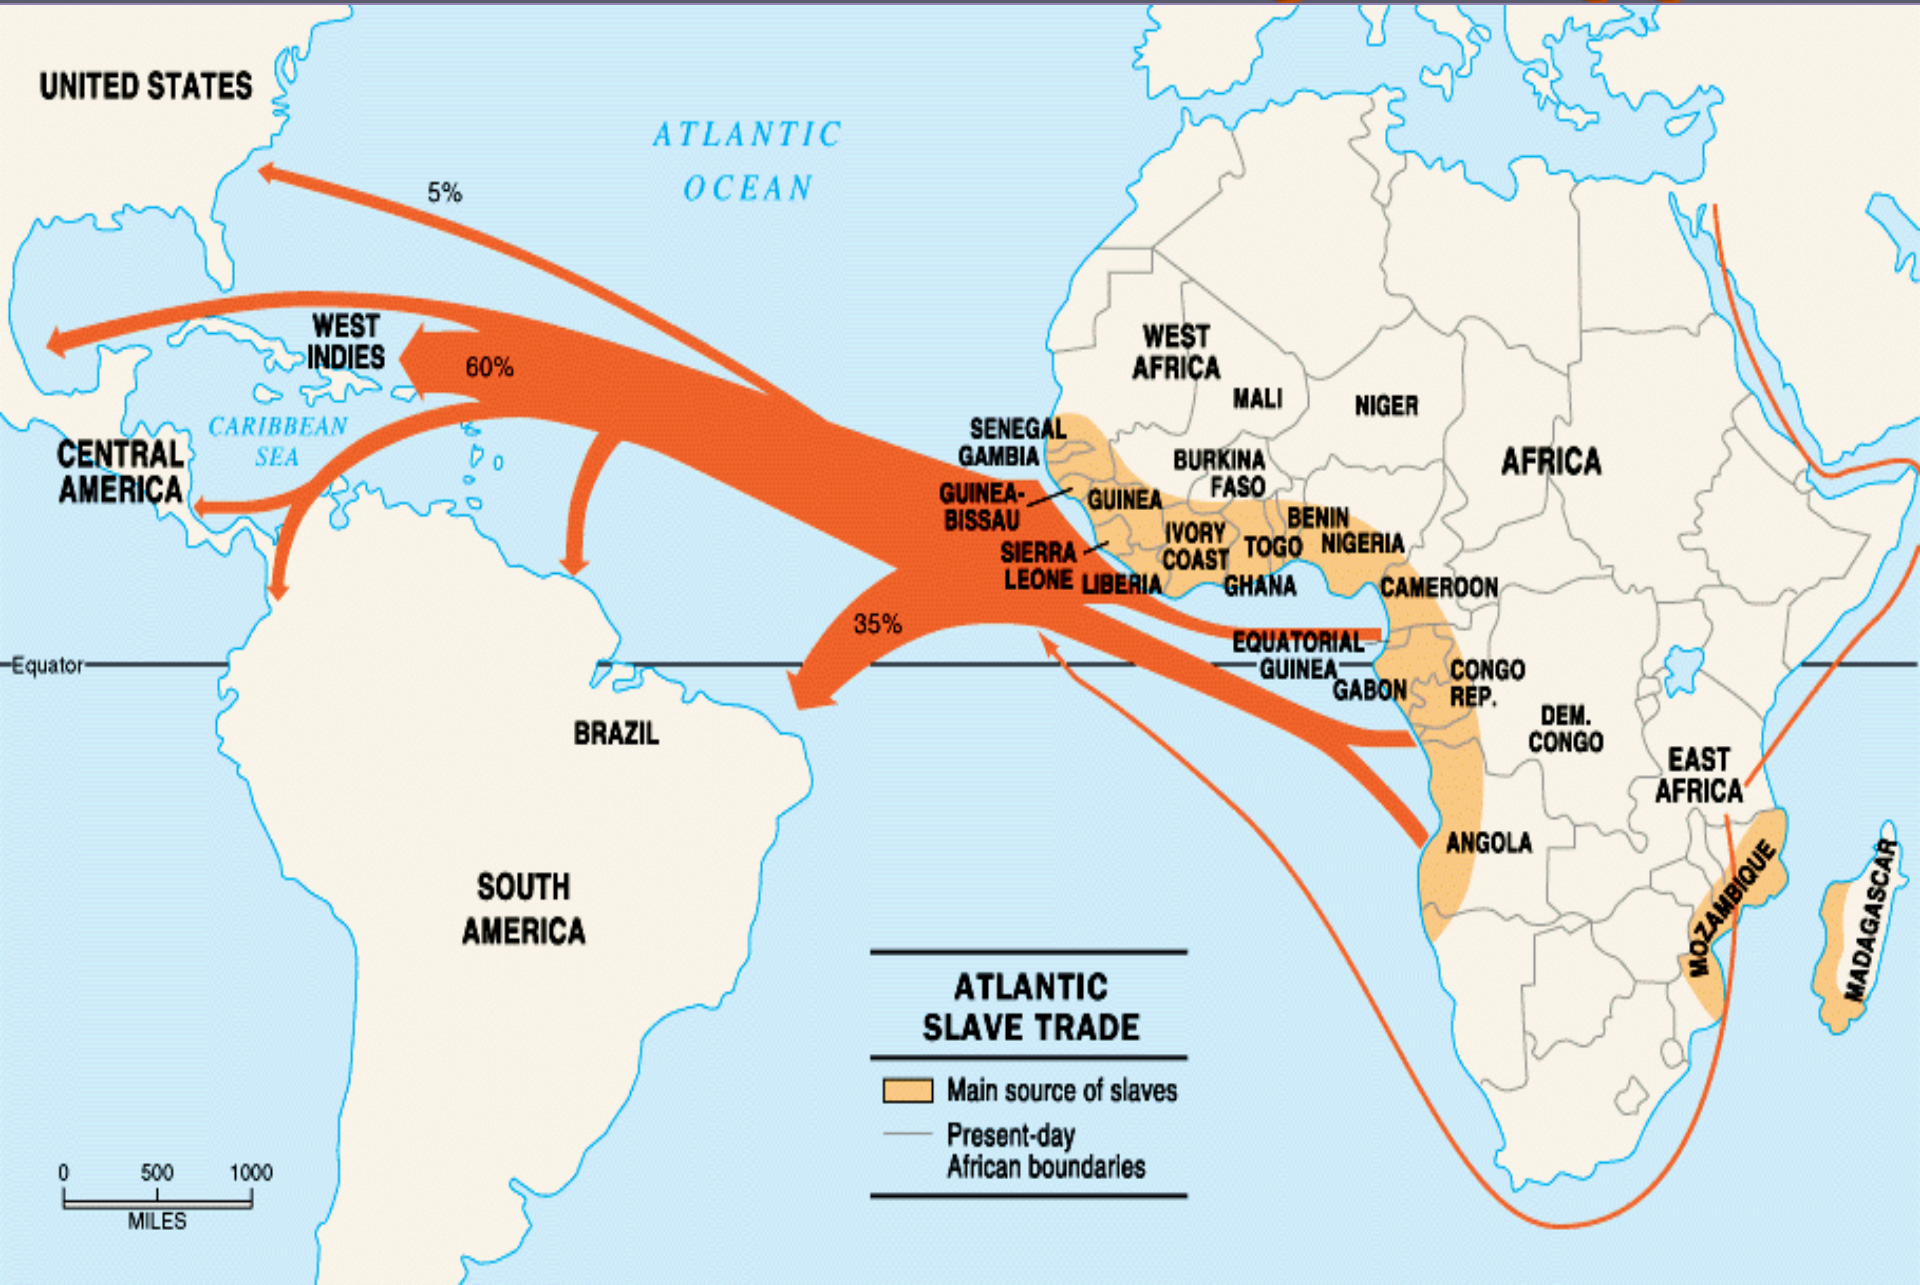 UNITED STATES
ATLANTIC
OCEAN
5%
WEST
INDIES
60%
CARIBBEAN
SEA
CENTRAL
AMERICA
WEST
AFRICA
MALI
NIGER
SENEGAL
GAMBIA
BURKINA
FASO
AFRICA
GUINEA-
BISSAU
GUINEA
BENIN
IVORY
COAST
TOGO
NIGERIA
SIERRA
LEONE
LIBERIA
GHANA
CAMEROON
35%
EQUATORIAL
GUINEA
GABON
CONGO
REP.
Equator
BRAZIL
DEM.
CONGO
EAST
AFRICA
ANGOLA
MOZAMBIQUE
MADAGASCAR
SOUTH
AMERICA
ATLANTIC
SLAVE TRADE
Main source of slaves
Present-day
African boundaries
0 500 1000
MILES